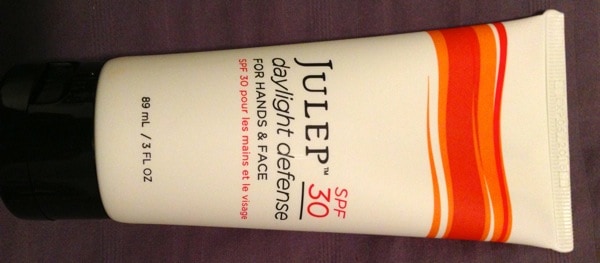 JULEP™
SPF
30
daylight defense
FOR HANDS & FACE
SPF 30 pour les mains et le visage
89 mL / 3 FL OZ